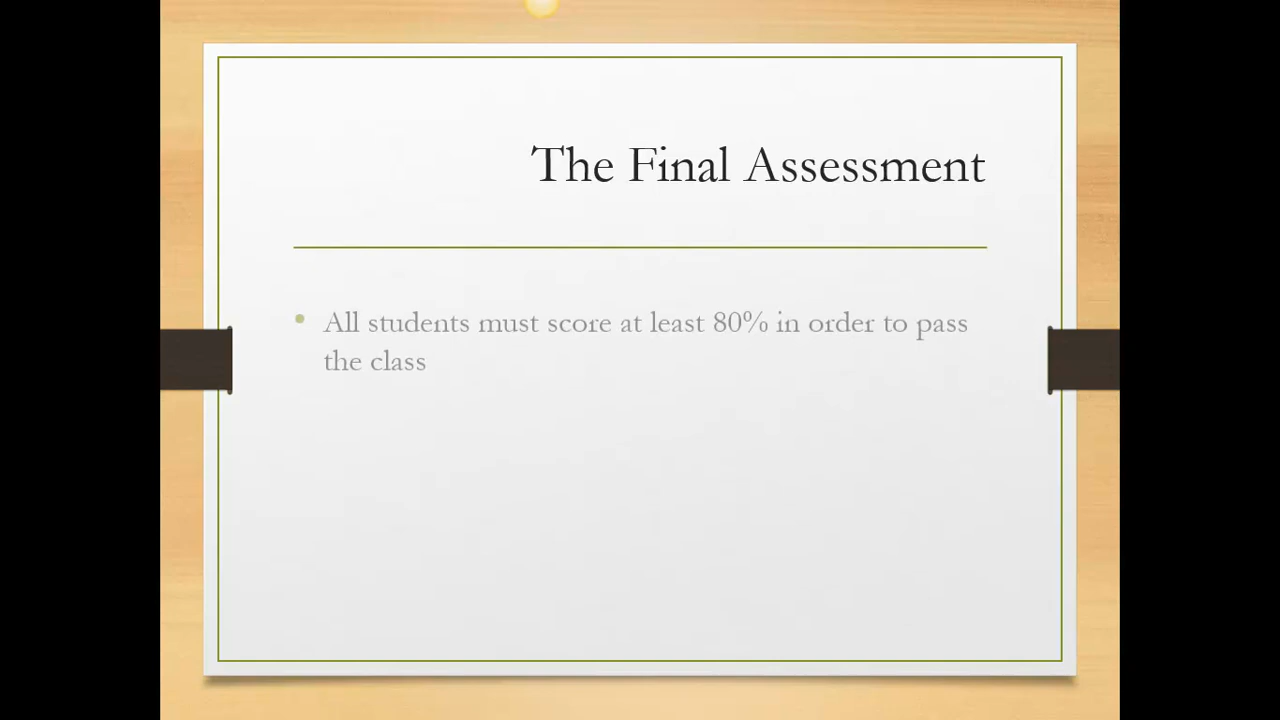 The Final Assessment
• All students must score at least 80% in order to pass
the class